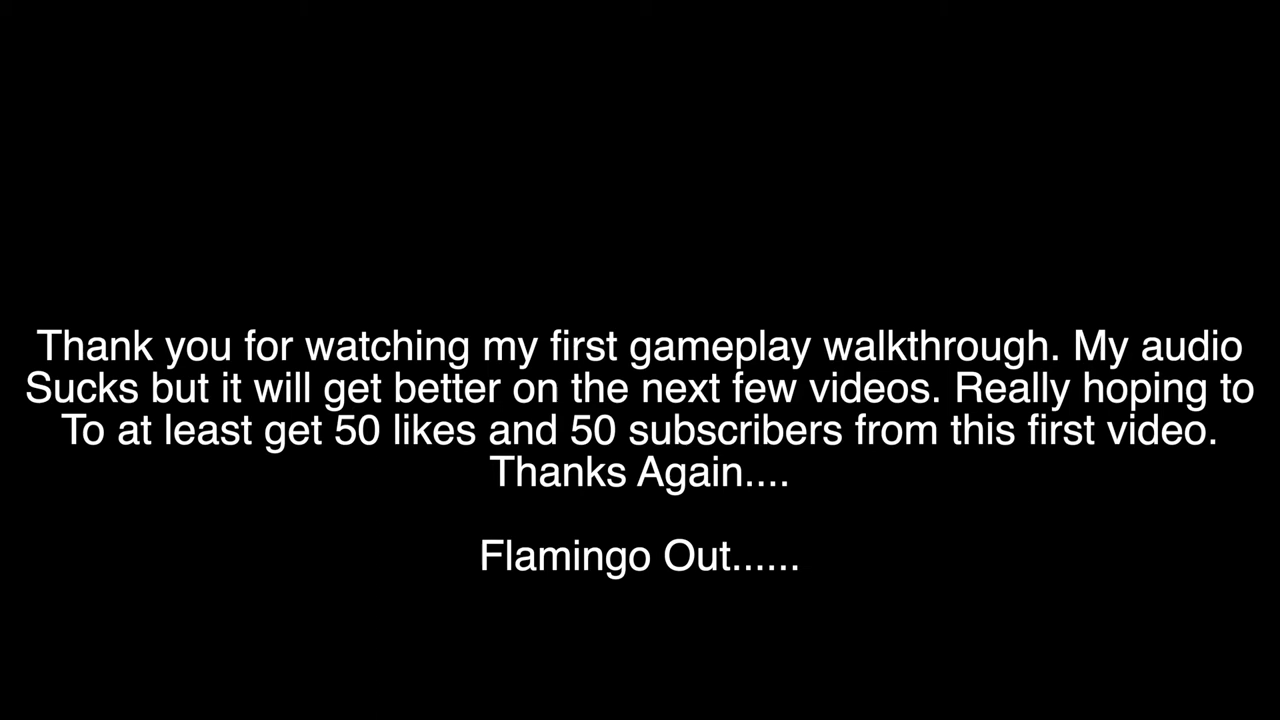 Thank you for watching my first gameplay walkthrough. My audio
Sucks but it will get better on the next few videos. Really hoping to
To at least get 50 likes and 50 subscribers from this first video.
Thanks Again....
Flamingo Out......